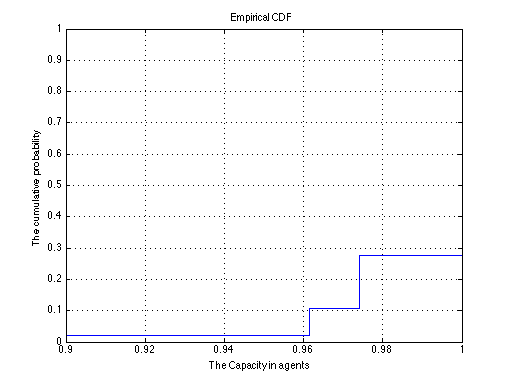 Empirical CDF
1
0.9
0.8
0.7
0.6
0.5
0.4
0.3
0.2
0.1
0
The cumulative probability
0.9 0.92 0.94 0.96 0.98 1
The Capacity in agents